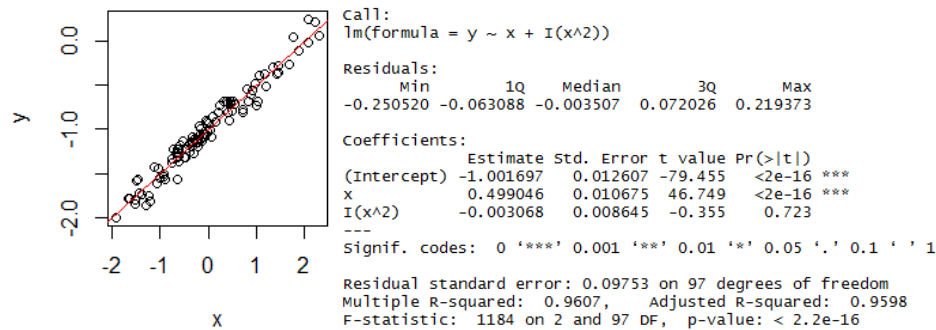 0.0
-1.0
-2.0
y
-2 -1 0 1 2
x
Call:
lm(formula = y ~ x + I(x^2))
Residuals:
Min 1Q Median 3Q Max
-0.250520 -0.063088 -0.003507 0.072026 0.219373
Coefficients:
Estimate Std. Error t value Pr(>|t|)
(Intercept) -1.001697 0.012607 -79.455 <2e-16 ***
x 0.499046 0.010675 46.749 <2e-16 ***
I(x^2) -0.003068 0.008645 -0.355 0.723
---
Signif. codes: 0 ‘***’ 0.001 ‘**’ 0.01 ‘*’ 0.05 ‘.’ 0.1 ‘ ’ 1
Residual standard error: 0.09753 on 97 degrees of freedom
Multiple R-squared: 0.9607, Adjusted R-squared: 0.9598
F-statistic: 1184 on 2 and 97 DF, p-value: < 2.2e-16